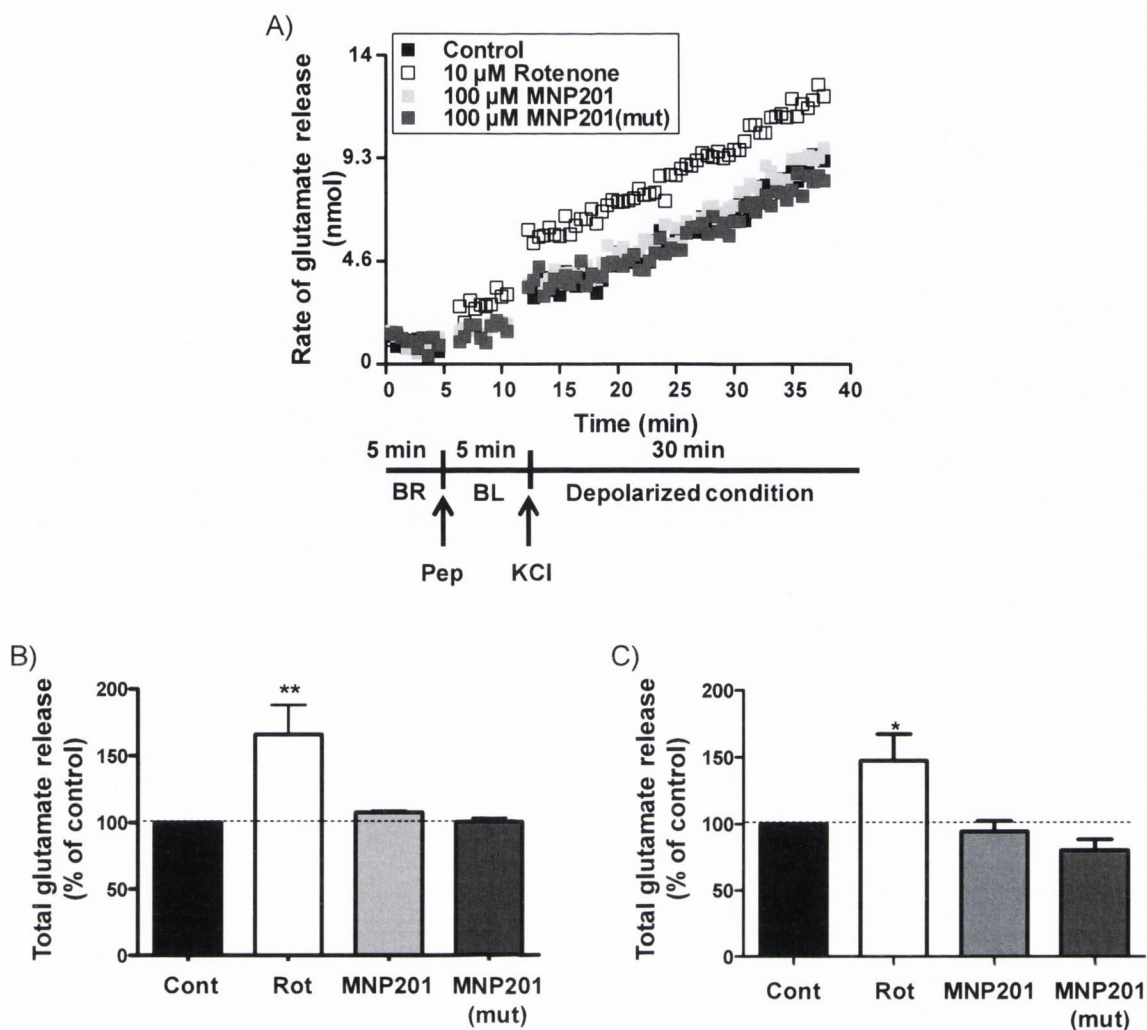 A)
Control
10 µM Rotenone
100 µM MNP201
100 µM MNP201(mut)
Rate of glutamate release
(nmol)
14
9.3
4.6
0
0 5 10 15 20 25 30 35 40
Time (min)
5 min 5 min 30 min
BR BL Depolarized condition
Pep KCl
B)
Total glutamate release
(% of control)
200
150
100
50
0
**
Cont Rot MNP201 MNP201
(mut)
C)
Total glutamate release
(% of control)
200
150
100
50
0
*
Cont Rot MNP201 MNP201
(mut)